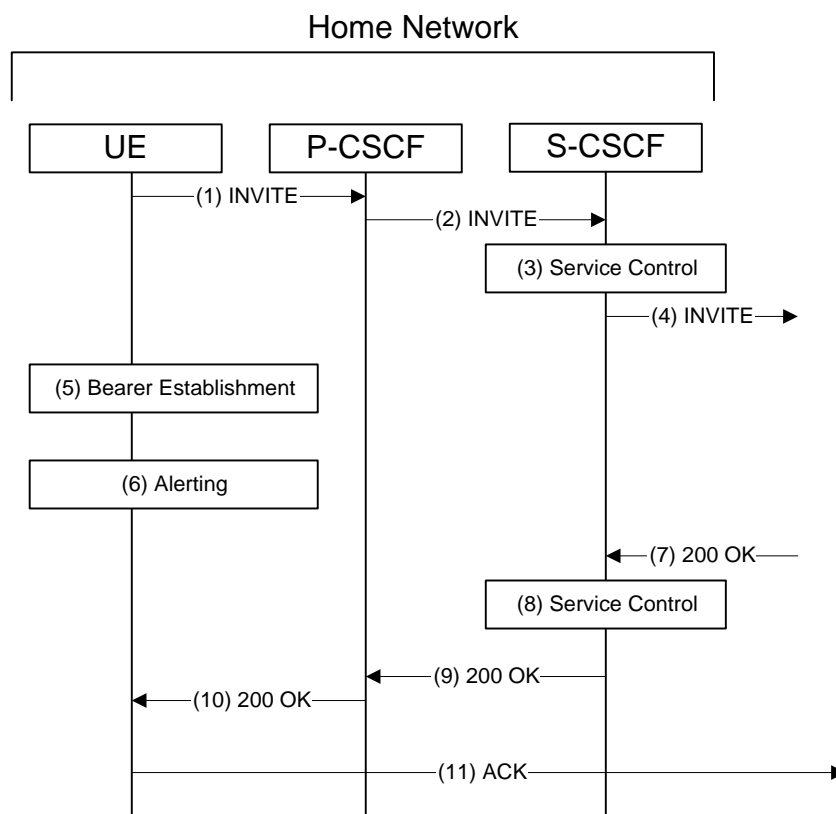 Home Network
UE
P-CSCF
S-CSCF
(1) INVITE
(2) INVITE
(3) Service Control
(4) INVITE
(5) Bearer Establishment
(6) Alerting
(7) 200 OK
(8) Service Control
(9) 200 OK
(10) 200 OK
(11) ACK